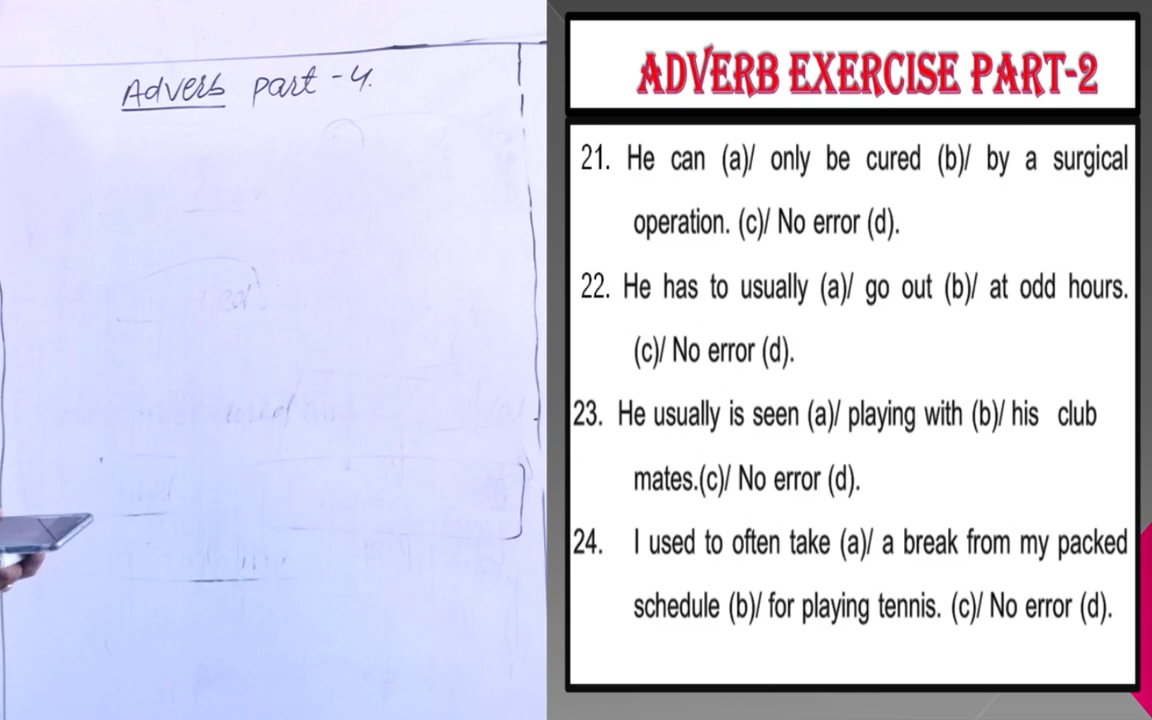 Adverb part-4.
ADVERB EXERCISE PART-2
21. He can (a)/ only be cured (b)/ by a surgical
operation. (c)/ No error (d).
22. He has to usually (a)/ go out (b)/ at odd hours.
(c)/ No error (d).
23. He usually is seen (a)/ playing with (b)/ his club
mates.(c)/ No error (d).
24. I used to often take (a)/ a break from my packed
schedule (b)/ for playing tennis. (c)/ No error (d).